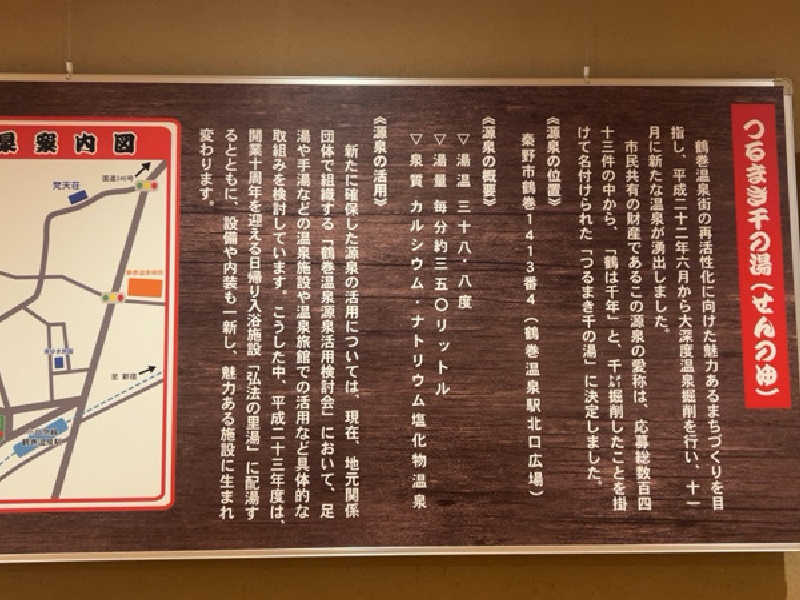 つるまき千の湯(せんのゆ)
鶴巻温泉街の再活性化に向けた魅力あるまちづくりを目
指し、平成二十二年六月から大深度温泉掘削を行い、十一
月に新たな温泉が湧出しました。
市民共有の財産であるこの源泉の愛称は、応募総数百四
十三件の中から、「鶴は千年」と、千㍍掘削したことを掛
けて名付けられた「つるまき千の湯」に決定しました。
《源泉の位置》
秦野市鶴巻1413番4(鶴巻温泉駅北口広場)
《源泉の概要》
▽湯温 三十八・八度
▽湯量 毎分約三五〇リットル
▽泉質 カルシウム・ナトリウム塩化物温泉
《源泉の活用》
新たに確保した源泉の活用については、現在、地元関係
団体で組織する「鶴巻温泉源泉活用検討会」において、足
湯や手湯などの温泉施設や温泉旅館での活用など具体的な
取組みを検討しています。こうした中、平成二十三年度は、
開業十周年を迎える日帰り入浴施設「弘法の里湯」に配湯す
るとともに、設備や内装も一新し、魅力ある施設に生まれ
変わります。
泉案内図
国道246号
梵天荘
至 新宿
鶴巻温泉駅